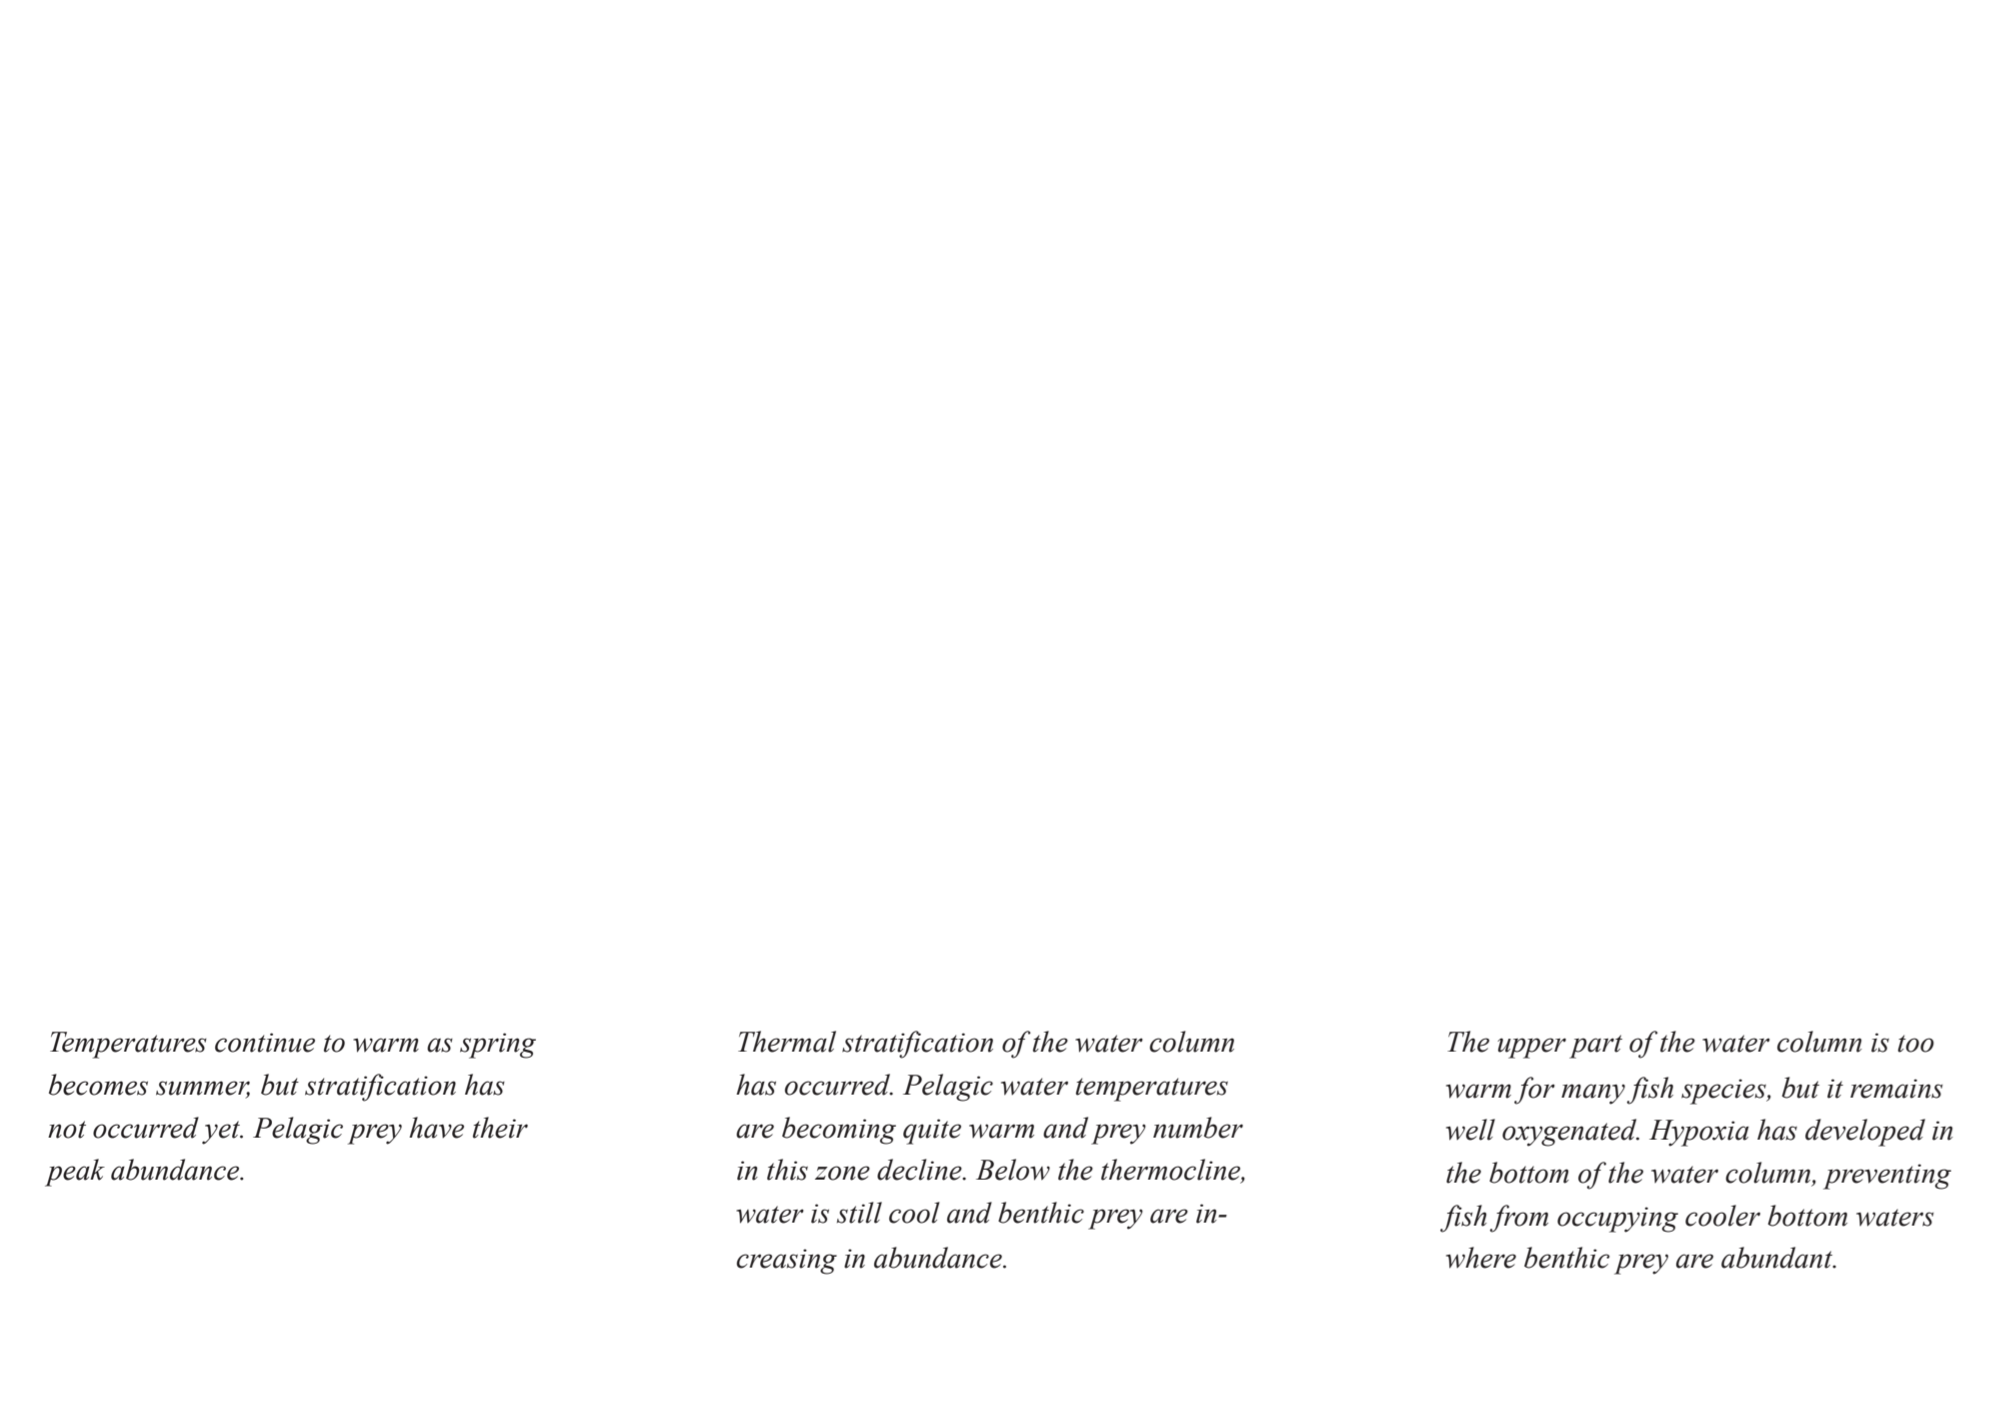 Temperatures continue to warm as spring
becomes summer, but stratification has
not occurred yet. Pelagic prey have their
peak abundance.
Thermal stratification of the water column
has occurred. Pelagic water temperatures
are becoming quite warm and prey number
in this zone decline. Below the thermocline,
water is still cool and benthic prey are in-
creasing in abundance.
The upper part of the water column is too
warm for many fish species, but it remains
well oxygenated. Hypoxia has developed in
the bottom of the water column, preventing
fish from occupying cooler bottom waters
where benthic prey are abundant.